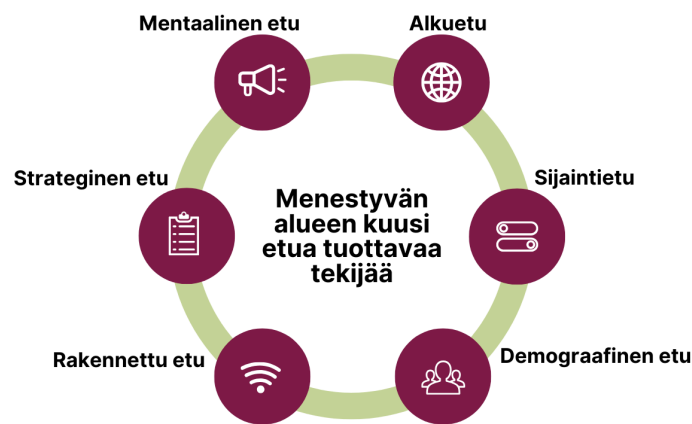 Mentaalinen etu
Alkuetu
Strateginen etu
Sijaintietu
Menestyvän
alueen kuusi
etua tuottavaa
tekijää
Rakennettu etu
Demograafinen etu